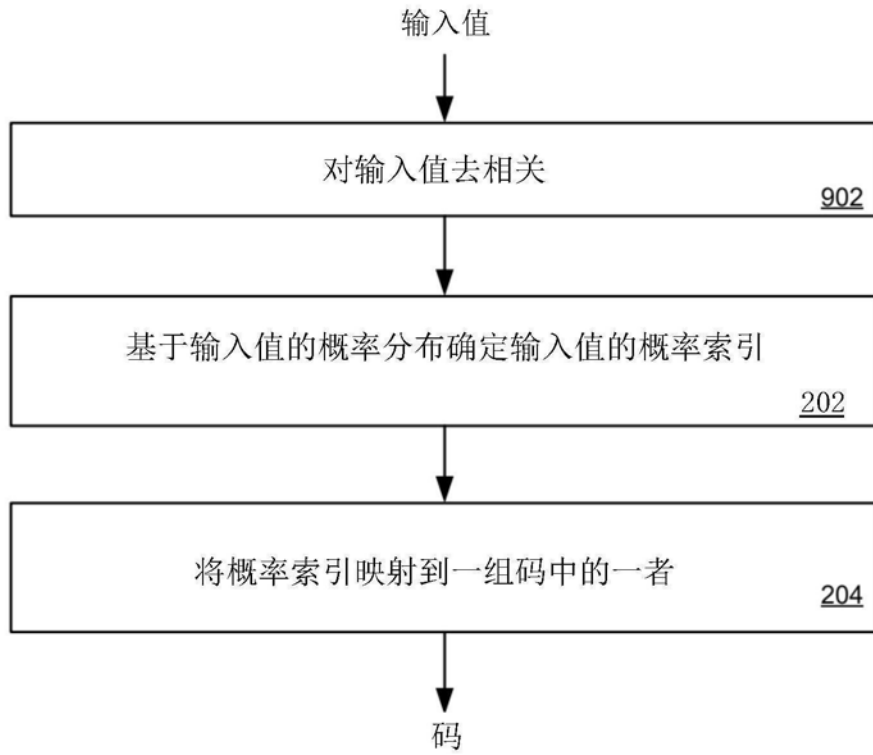 输入值
对输入值去相关
902
基于输入值的概率分布确定输入值的概率索引
202
将概率索引映射到一组码中的一者
204
码